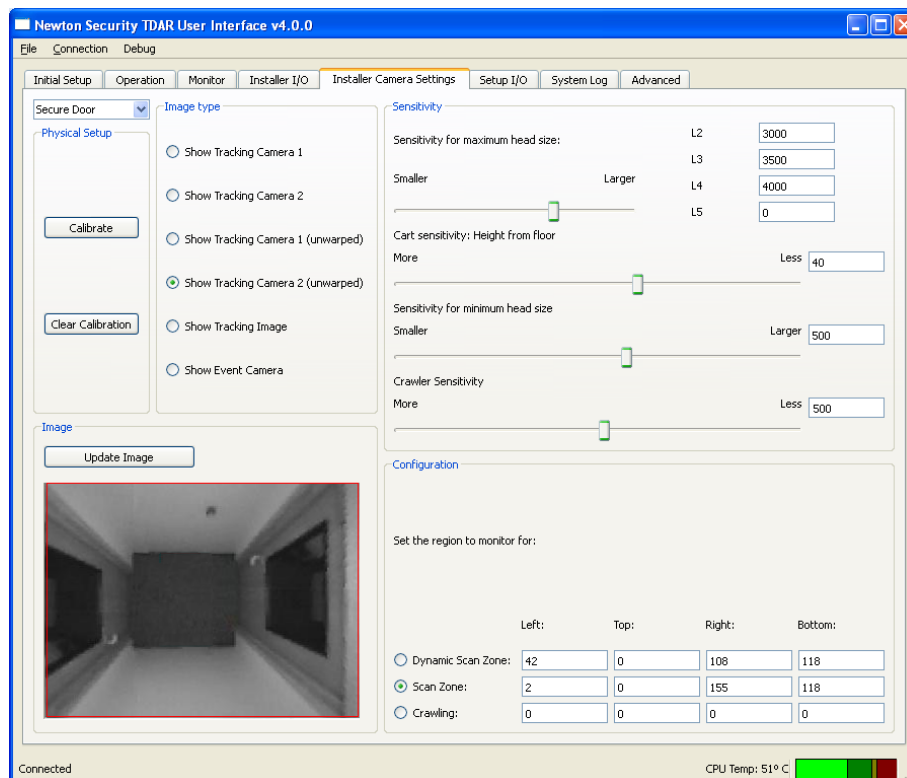 Newton Security TDAR User Interface v4.0.0
File Connection Debug
Initial Setup Operation Monitor Installer I/O Installer Camera Settings Setup I/O System Log Advanced
Secure Door
Physical Setup
Calibrate
Clear Calibration
Image type
Show Tracking Camera 1
Show Tracking Camera 2
Show Tracking Camera 1 (unwarped)
Show Tracking Camera 2 (unwarped)
Show Tracking Image
Show Event Camera
Image
Update Image
Sensitivity
Sensitivity for maximum head size:
Smaller Larger
L2 3000
L3 3500
L4 4000
L5 0
Cart sensitivity: Height from floor
More Less 40
Sensitivity for minimum head size
Smaller Larger 500
Crawler Sensitivity
More Less 500
Configuration
Set the region to monitor for:
Left: Top: Right: Bottom:
Dynamic Scan Zone: 42 0 108 118
Scan Zone: 2 0 155 118
Crawling: 0 0 0 0
Connected CPU Temp: 51º C